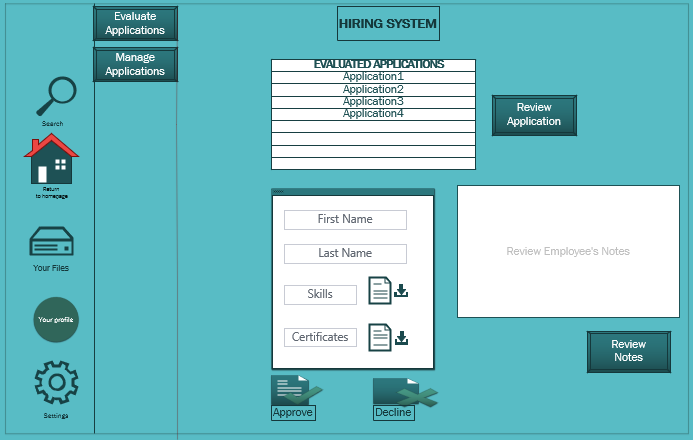 Evaluate
Applications
Manage
Applications
HIRING SYSTEM
Search
Return
to homepage
Your Files
Your profile
Settings
EVALUATED APPLICATIONS
Application1
Application2
Application3
Application4
Review
Application
First Name
Last Name
Skills
Certificates
Approve
Decline
Review Employee's Notes
Review
Notes